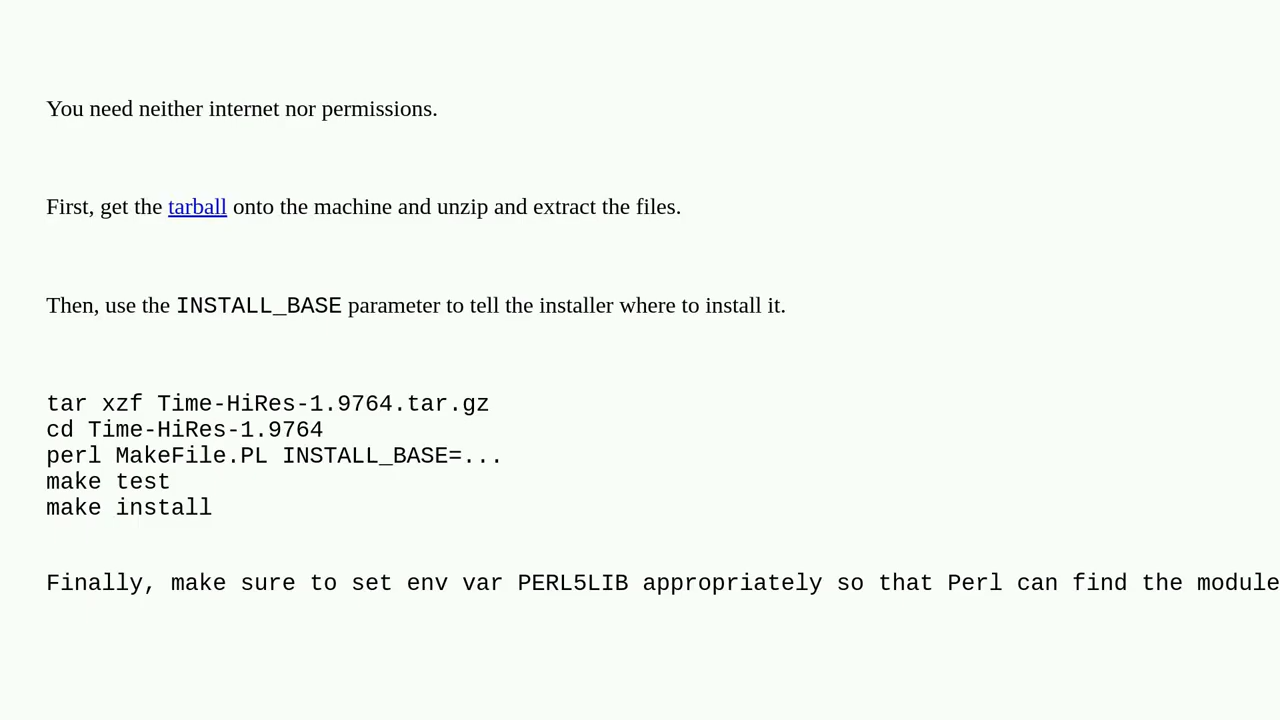 You need neither internet nor permissions.
First, get the tarball onto the machine and unzip and extract the files.
Then, use the INSTALL_BASE parameter to tell the installer where to install it.
tar xzf Time-HiRes-1.9764.tar.gz
cd Time-HiRes-1.9764
perl MakeFile.PL INSTALL_BASE=...
make test
make install
Finally, make sure to set env var PERL5LIB appropriately so that Perl can find the module